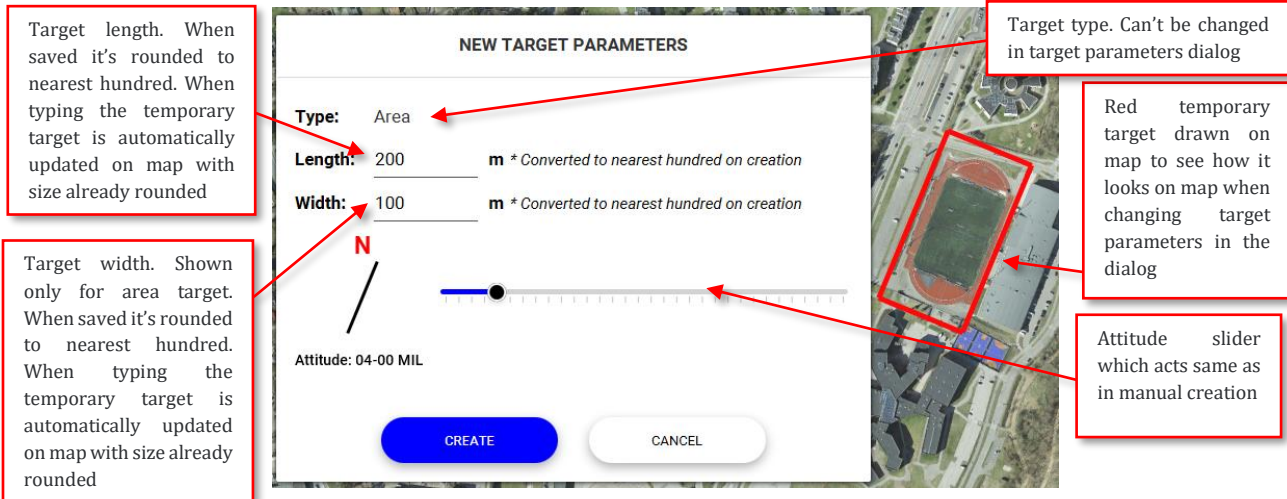 Target length. When
saved it’s rounded to
nearest hundred. When
typing the temporary
target is automatically
updated on map with
size already rounded
Target width. Shown
only for area target.
When saved it’s rounded
to nearest hundred.
When typing the
temporary target is
automatically updated
on map with size already
rounded
NEW TARGET PARAMETERS
Type: Area
Length: 200 m * Converted to nearest hundred on creation
Width: 100 m * Converted to nearest hundred on creation
N
Attitude: 04-00 MIL
CREATE CANCEL
Target type. Can’t be changed
in target parameters dialog
Red temporary
target drawn on
map to see how it
looks on map when
changing target
parameters in the
dialog
Attitude slider
which acts same as
in manual creation